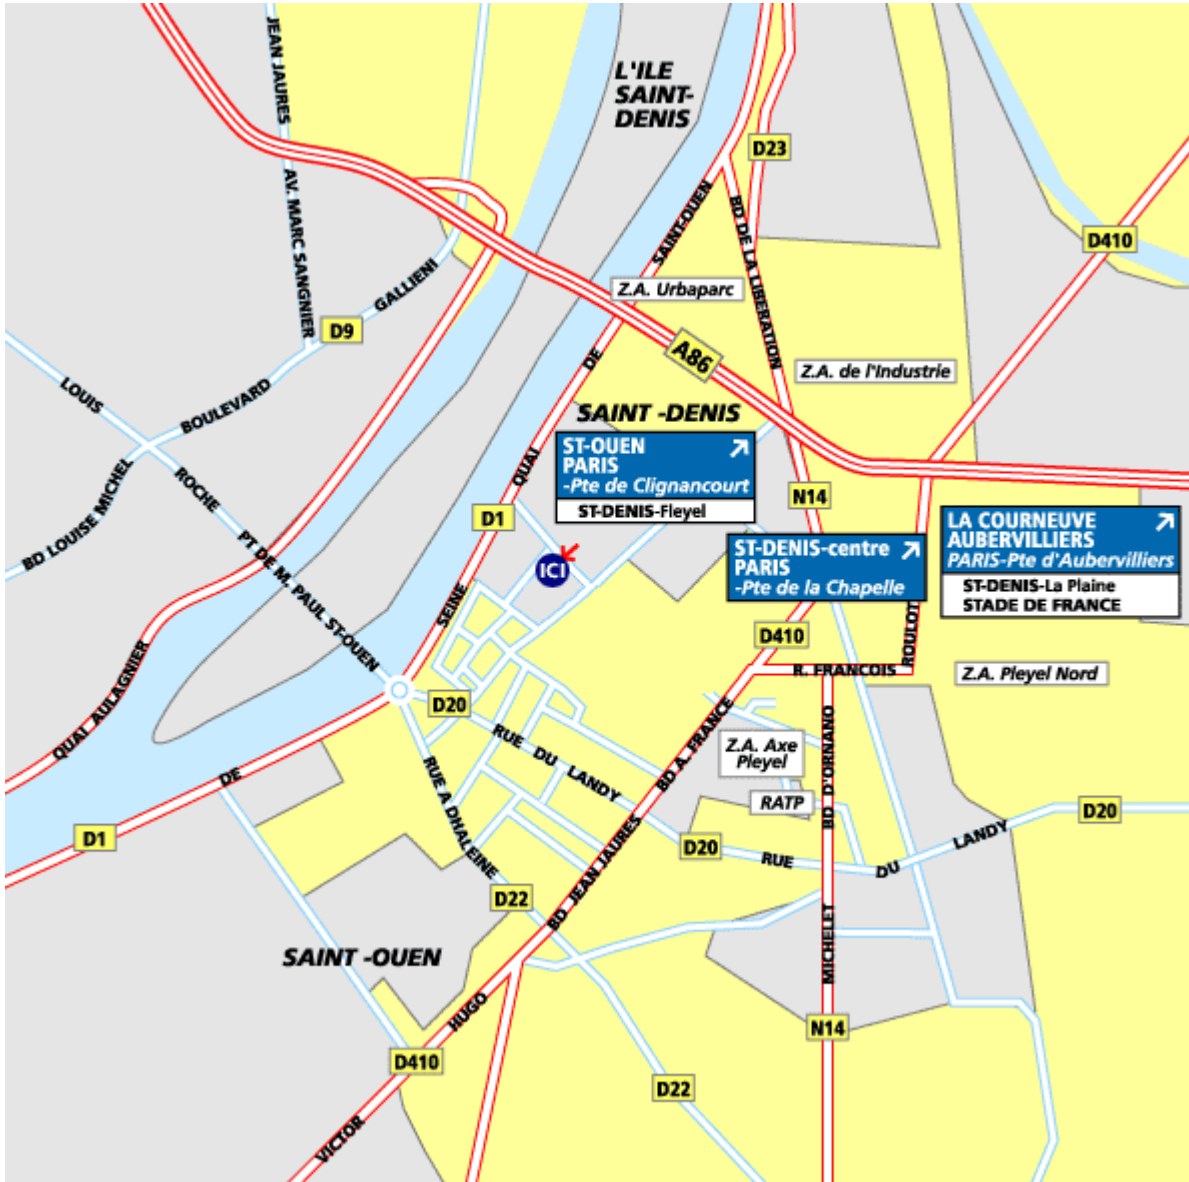 L'ILE
SAINT-
DENIS
JEAN JAURES
AV. MARC SANGNIER
D23
SAINT-OUEN
BD DE LA LIBERATION
D410
GALLIENI
Z.A. Urbaparc
D9
A86
DE
Z.A. de l'Industrie
LOUIS
BOULEVARD
SAINT -DENIS
ST-OUEN
PARIS
-Pte de Clignancourt
ST-DENIS-Fleyel
QUAI
BD LOUISE MICHEL
ROCHE
N14
D1
LA COURNEUVE
AUBERVILLIERS
PARIS-Pte d'Aubervilliers
ST-DENIS-La Plaine
STADE DE FRANCE
PT DE M. PAUL ST-OUEN
ICI
ST-DENIS-centre
PARIS
-Pte de la Chapelle
SEINE
D410
ROULOT
R. FRANCOIS
Z.A. Pleyel Nord
QUAI AULAGNIER
D20
BD A. FRANCE
BD D'ORNANO
RUE DU LANDY
Z.A. Axe
Pleyel
DE
RUE A DHALEINE
RATP
D20
D1
LANDY
D20
RUE
DU
BD JEAN JAURES
D22
MICHELET
SAINT -OUEN
HUGO
N14
D410
D22
VICTOR